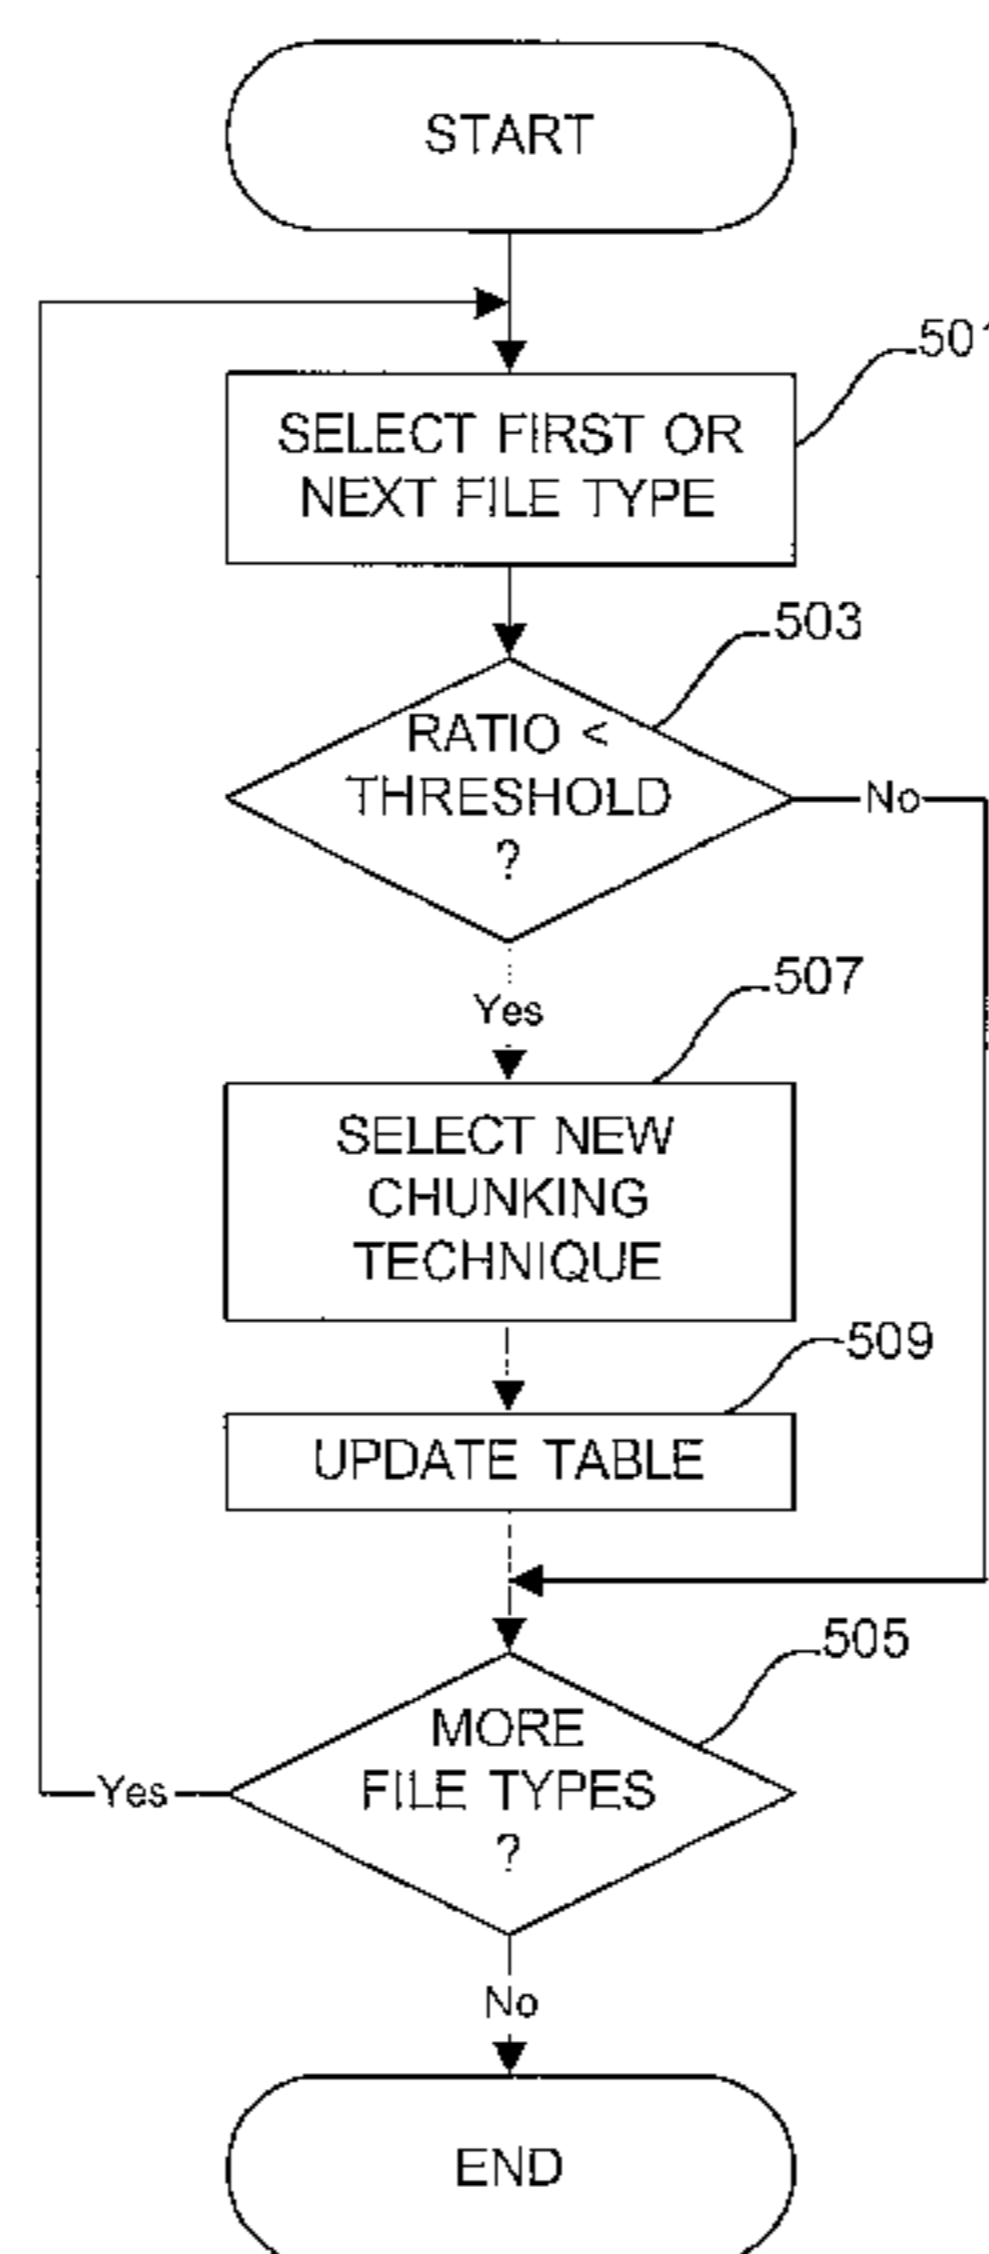 START
501
SELECT FIRST OR
NEXT FILE TYPE
503
RATIO <
THRESHOLD
?
No
Yes
507
SELECT NEW
CHUNKING
TECHNIQUE
509
UPDATE TABLE
505
MORE
FILE TYPES
?
Yes
No
END